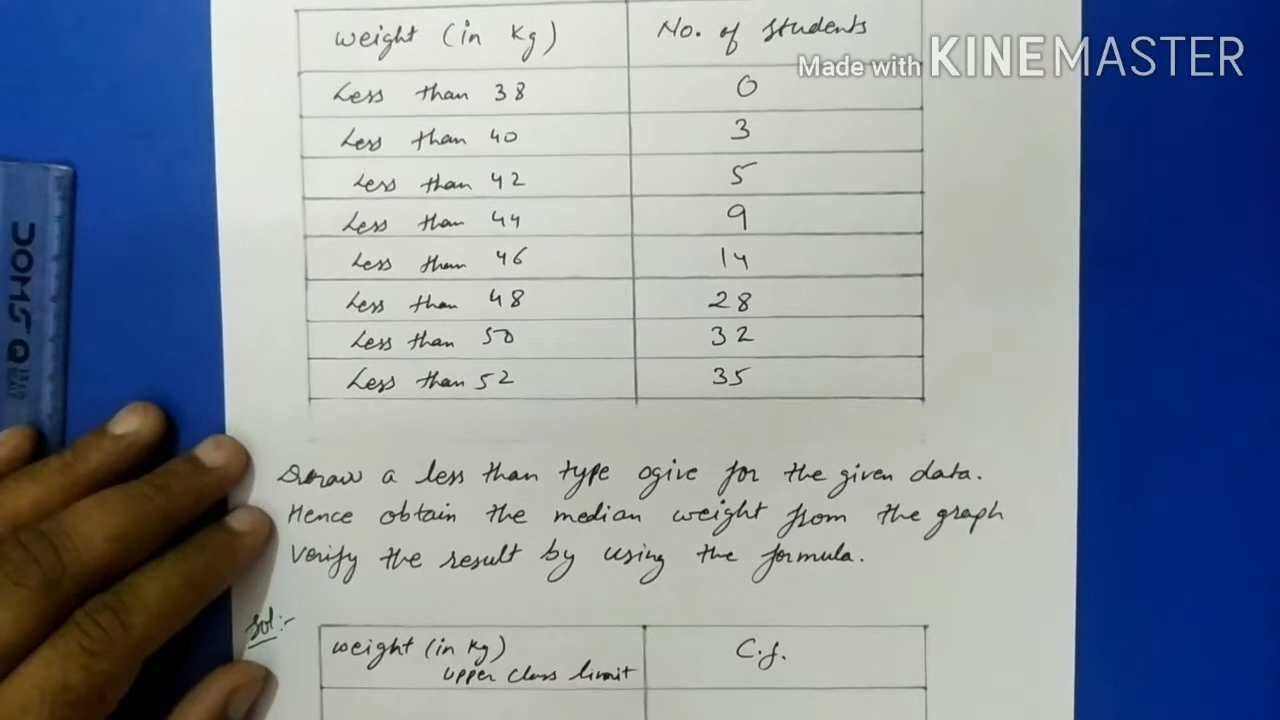 weight (in kg) No. of students
Made with KINEMASTER
Less than 38 0
Less than 40 3
Less than 42 5
Less than 44 9
Less than 46 14
Less than 48 28
Less than 50 32
Less than 52 35
DOMS
Draw a less than type ogive for the given data.
Hence obtain the median weight from the graph
Verify the result by using the formula.
Sol:-
weight (in kg) C.f.
upper class limit